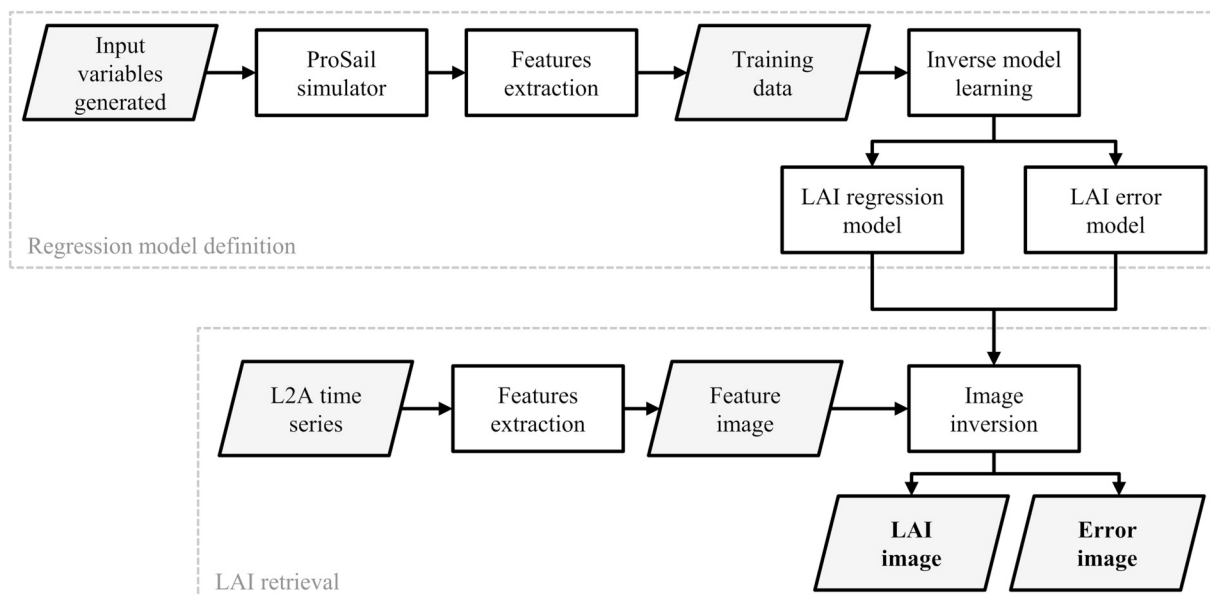 Input
variables
generated
ProSail
simulator
Features
extraction
Training
data
Inverse model
learning
LAI regression
model
LAI error
model
Regression model definition
L2A time
series
Features
extraction
Feature
image
Image
inversion
LAI
image
Error
image
LAI retrieval